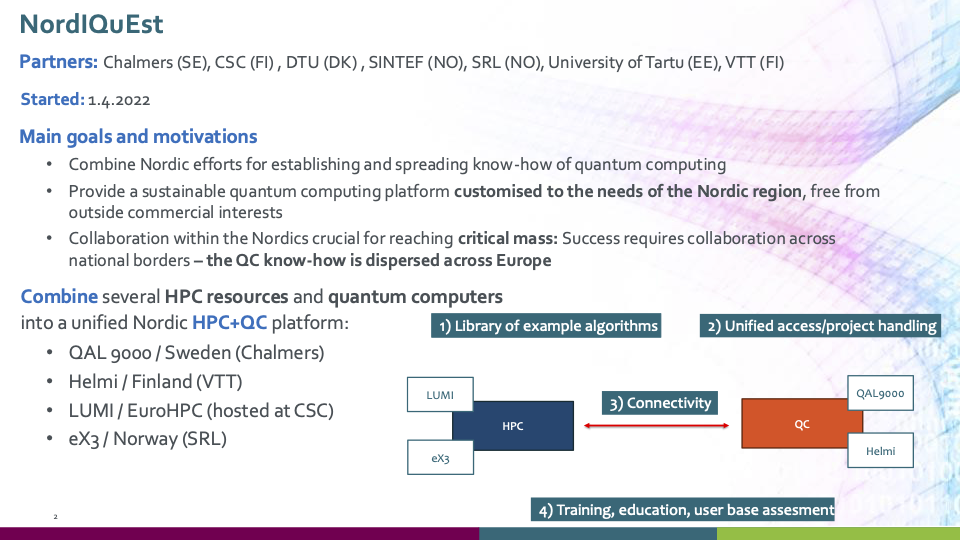 NordIQuEst
Partners: Chalmers (SE), CSC (FI) , DTU (DK) , SINTEF (NO), SRL (NO), University of Tartu (EE), VTT (FI)
Started: 1.4.2022
Main goals and motivations
• Combine Nordic efforts for establishing and spreading know-how of quantum computing
• Provide a sustainable quantum computing platform customised to the needs of the Nordic region, free from
outside commercial interests
• Collaboration within the Nordics crucial for reaching critical mass: Success requires collaboration across
national borders – the QC know-how is dispersed across Europe
Combine several HPC resources and quantum computers
into a unified Nordic HPC+QC platform:
• QAL 9000 / Sweden (Chalmers)
• Helmi / Finland (VTT)
• LUMI / EuroHPC (hosted at CSC)
• eX3 / Norway (SRL)
1) Library of example algorithms
2) Unified access/project handling
LUMI
HPC
eX3
3) Connectivity
QAL9000
QC
Helmi
4) Training, education, user base assesment
2